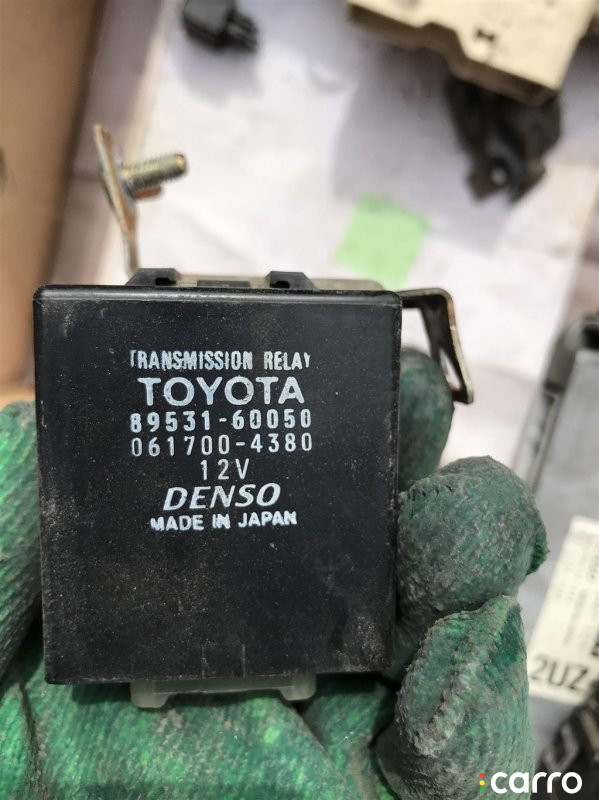 TRANSMISSION RELAY
TOYOTA
89531-60050
061700-4380
12V
DENSO
MADE IN JAPAN
2UZ
carro